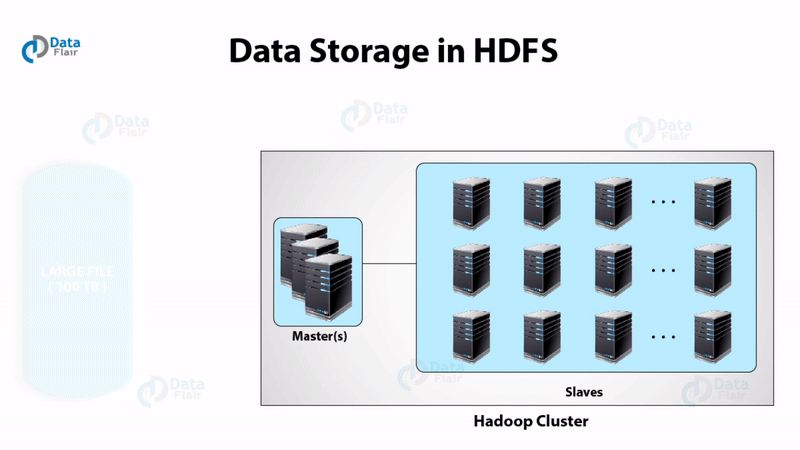 Data
Flair
Data Storage in HDFS
Data
Flair
Data
Flair
Data
Flair
LARGE FILE
( 100 TB )
Master(s)
Slaves
Hadoop Cluster
Data
Flair
Data
Flair
Data
Flair